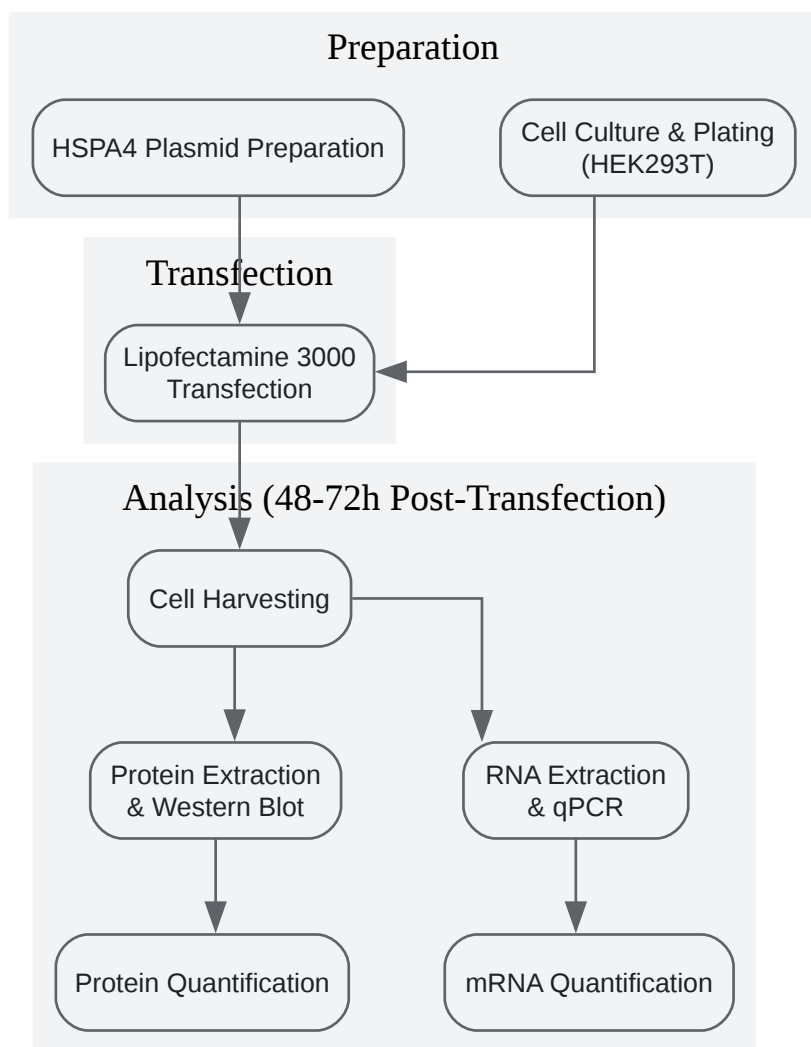 Preparation
HSPA4 Plasmid Preparation
Cell Culture & Plating
(HEK293T)
Transfection
Lipofectamine 3000
Transfection
Analysis (48-72h Post-Transfection)
Cell Harvesting
Protein Extraction
& Western Blot
RNA Extraction
& qPCR
Protein Quantification
mRNA Quantification